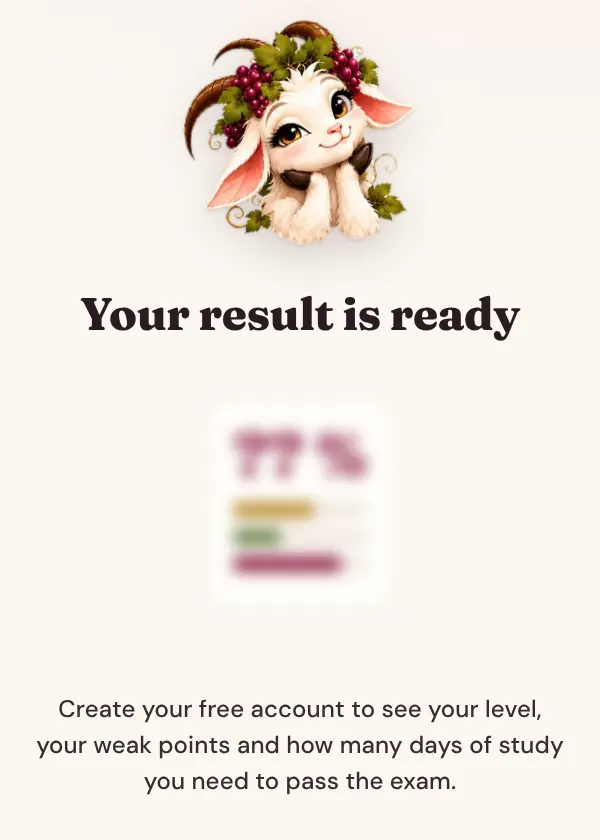 Your result is ready
Create your free account to see your level,
your weak points and how many days of study
you need to pass the exam.